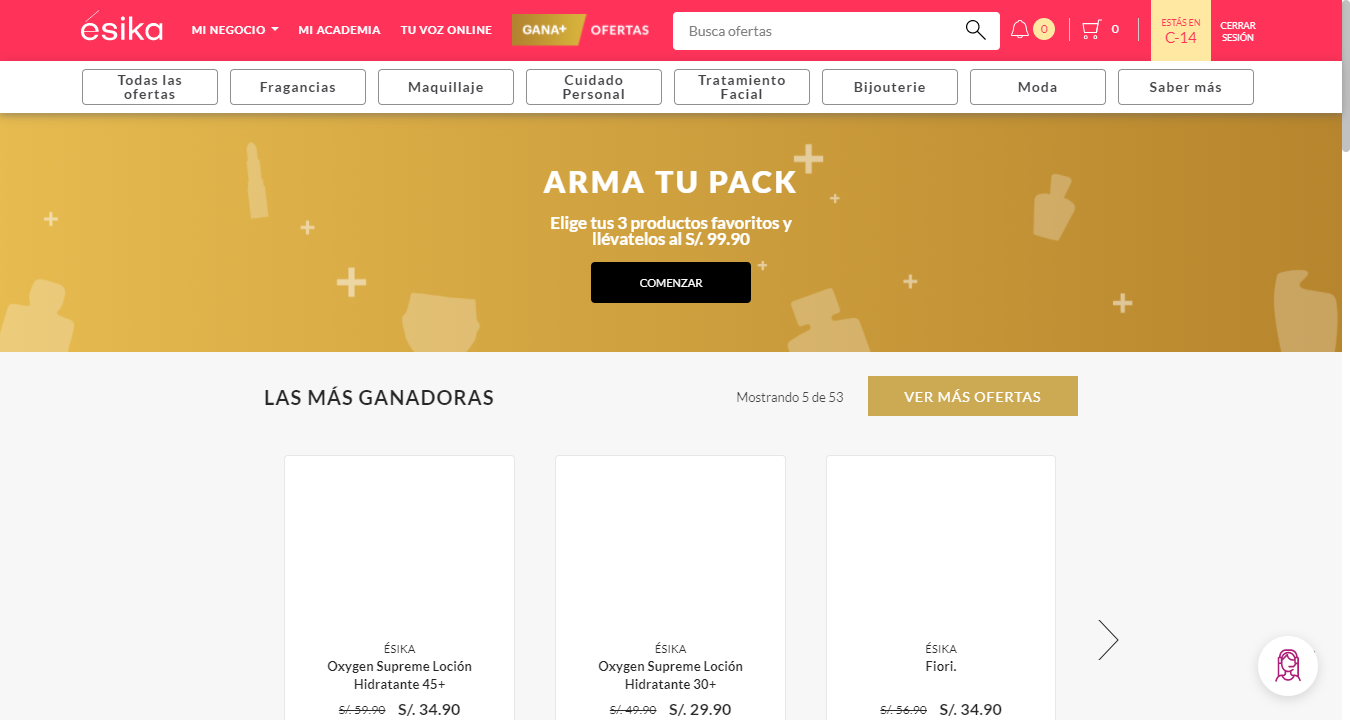 ésika
MI NEGOCIO
MI ACADEMIA
TU VOZ ONLINE
GANA+
OFERTAS
Busca ofertas
0
0
ESTÁS EN
C-14
CERRAR
SESIÓN
Todas las
ofertas
Fragancias
Maquillaje
Cuidado
Personal
Tratamiento
Facial
Bijouterie
Moda
Saber más
ARMA TU PACK
Elige tus 3 productos favoritos y
llévatelos al S/. 99.90
COMENZAR
LAS MÁS GANADORAS
Mostrando 5 de 53
VER MÁS OFERTAS
ÉSIKA
Oxygen Supreme Loción
Hidratante 45+
S/. 59.90 S/. 34.90
ÉSIKA
Oxygen Supreme Loción
Hidratante 30+
S/. 49.90 S/. 29.90
ÉSIKA
Fiori.
S/. 56.90 S/. 34.90